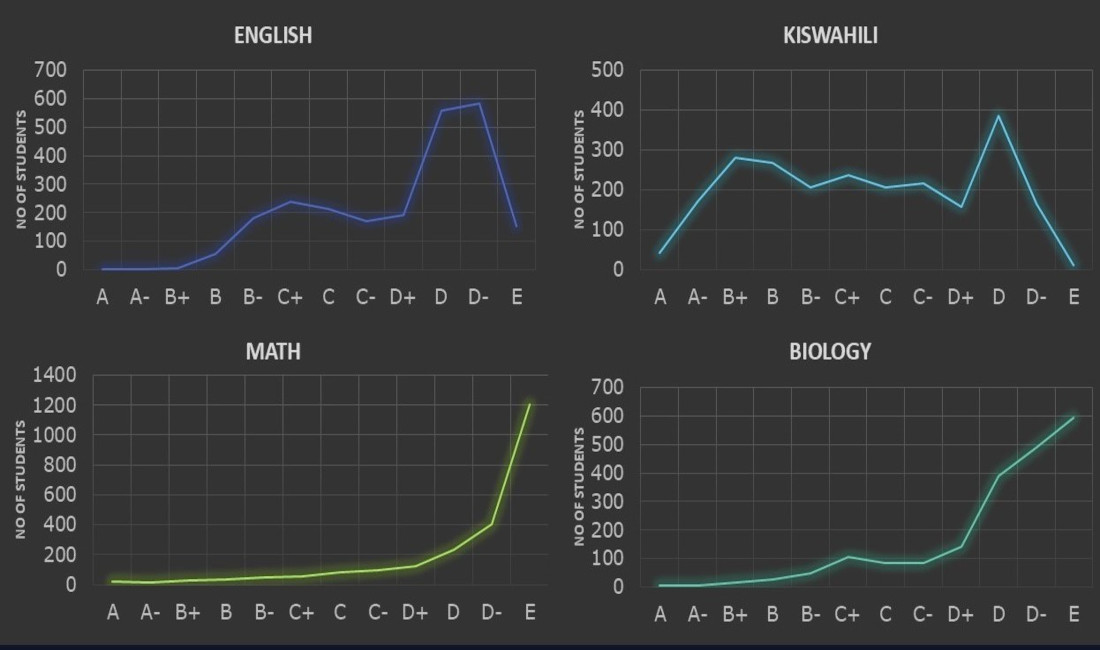 ENGLISH
NO OF STUDENTS
700
600
500
400
300
200
100
0
A A- B+ B B- C+ C C- D+ D D- E
KISWAHILI
NO OF STUDENTS
500
400
300
200
100
0
A A- B+ B B- C+ C C- D+ D D- E
MATH
NO OF STUDENTS
1400
1200
1000
800
600
400
200
0
A A- B+ B B- C+ C C- D+ D D- E
BIOLOGY
NO OF STUDENTS
700
600
500
400
300
200
100
0
A A- B+ B B- C+ C C- D+ D D- E